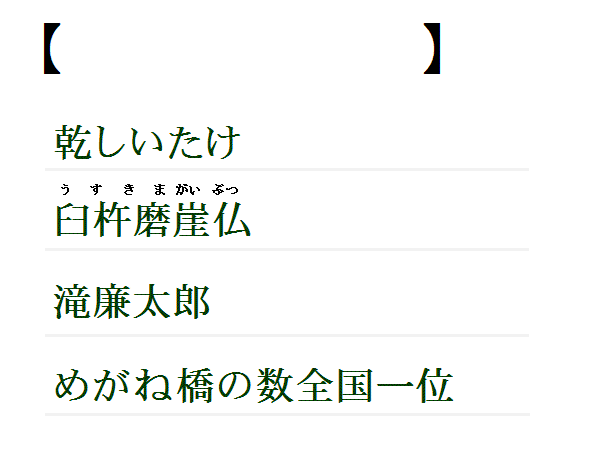 【　　　　　　　　　】
乾しいたけ
うすきまがいぶつ
臼杵磨崖仏
滝廉太郎
めがね橋の数全国一位